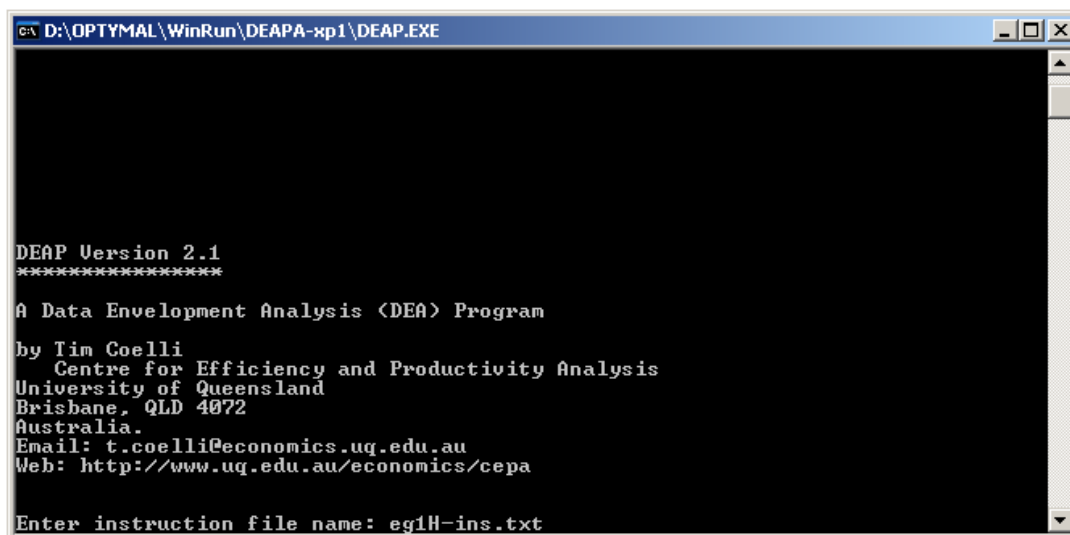 D:\OPTYMAL\WinRun\DEAPA-xp1\DEAP.EXE
DEAP Version 2.1
****************
A Data Envelopment Analysis (DEA) Program
by Tim Coelli
Centre for Efficiency and Productivity Analysis
University of Queensland
Brisbane, QLD 4072
Australia.
Email: t.coelli@economics.uq.edu.au
Web: http://www.uq.edu.au/economics/cepa
Enter instruction file name: eg1H-ins.txt